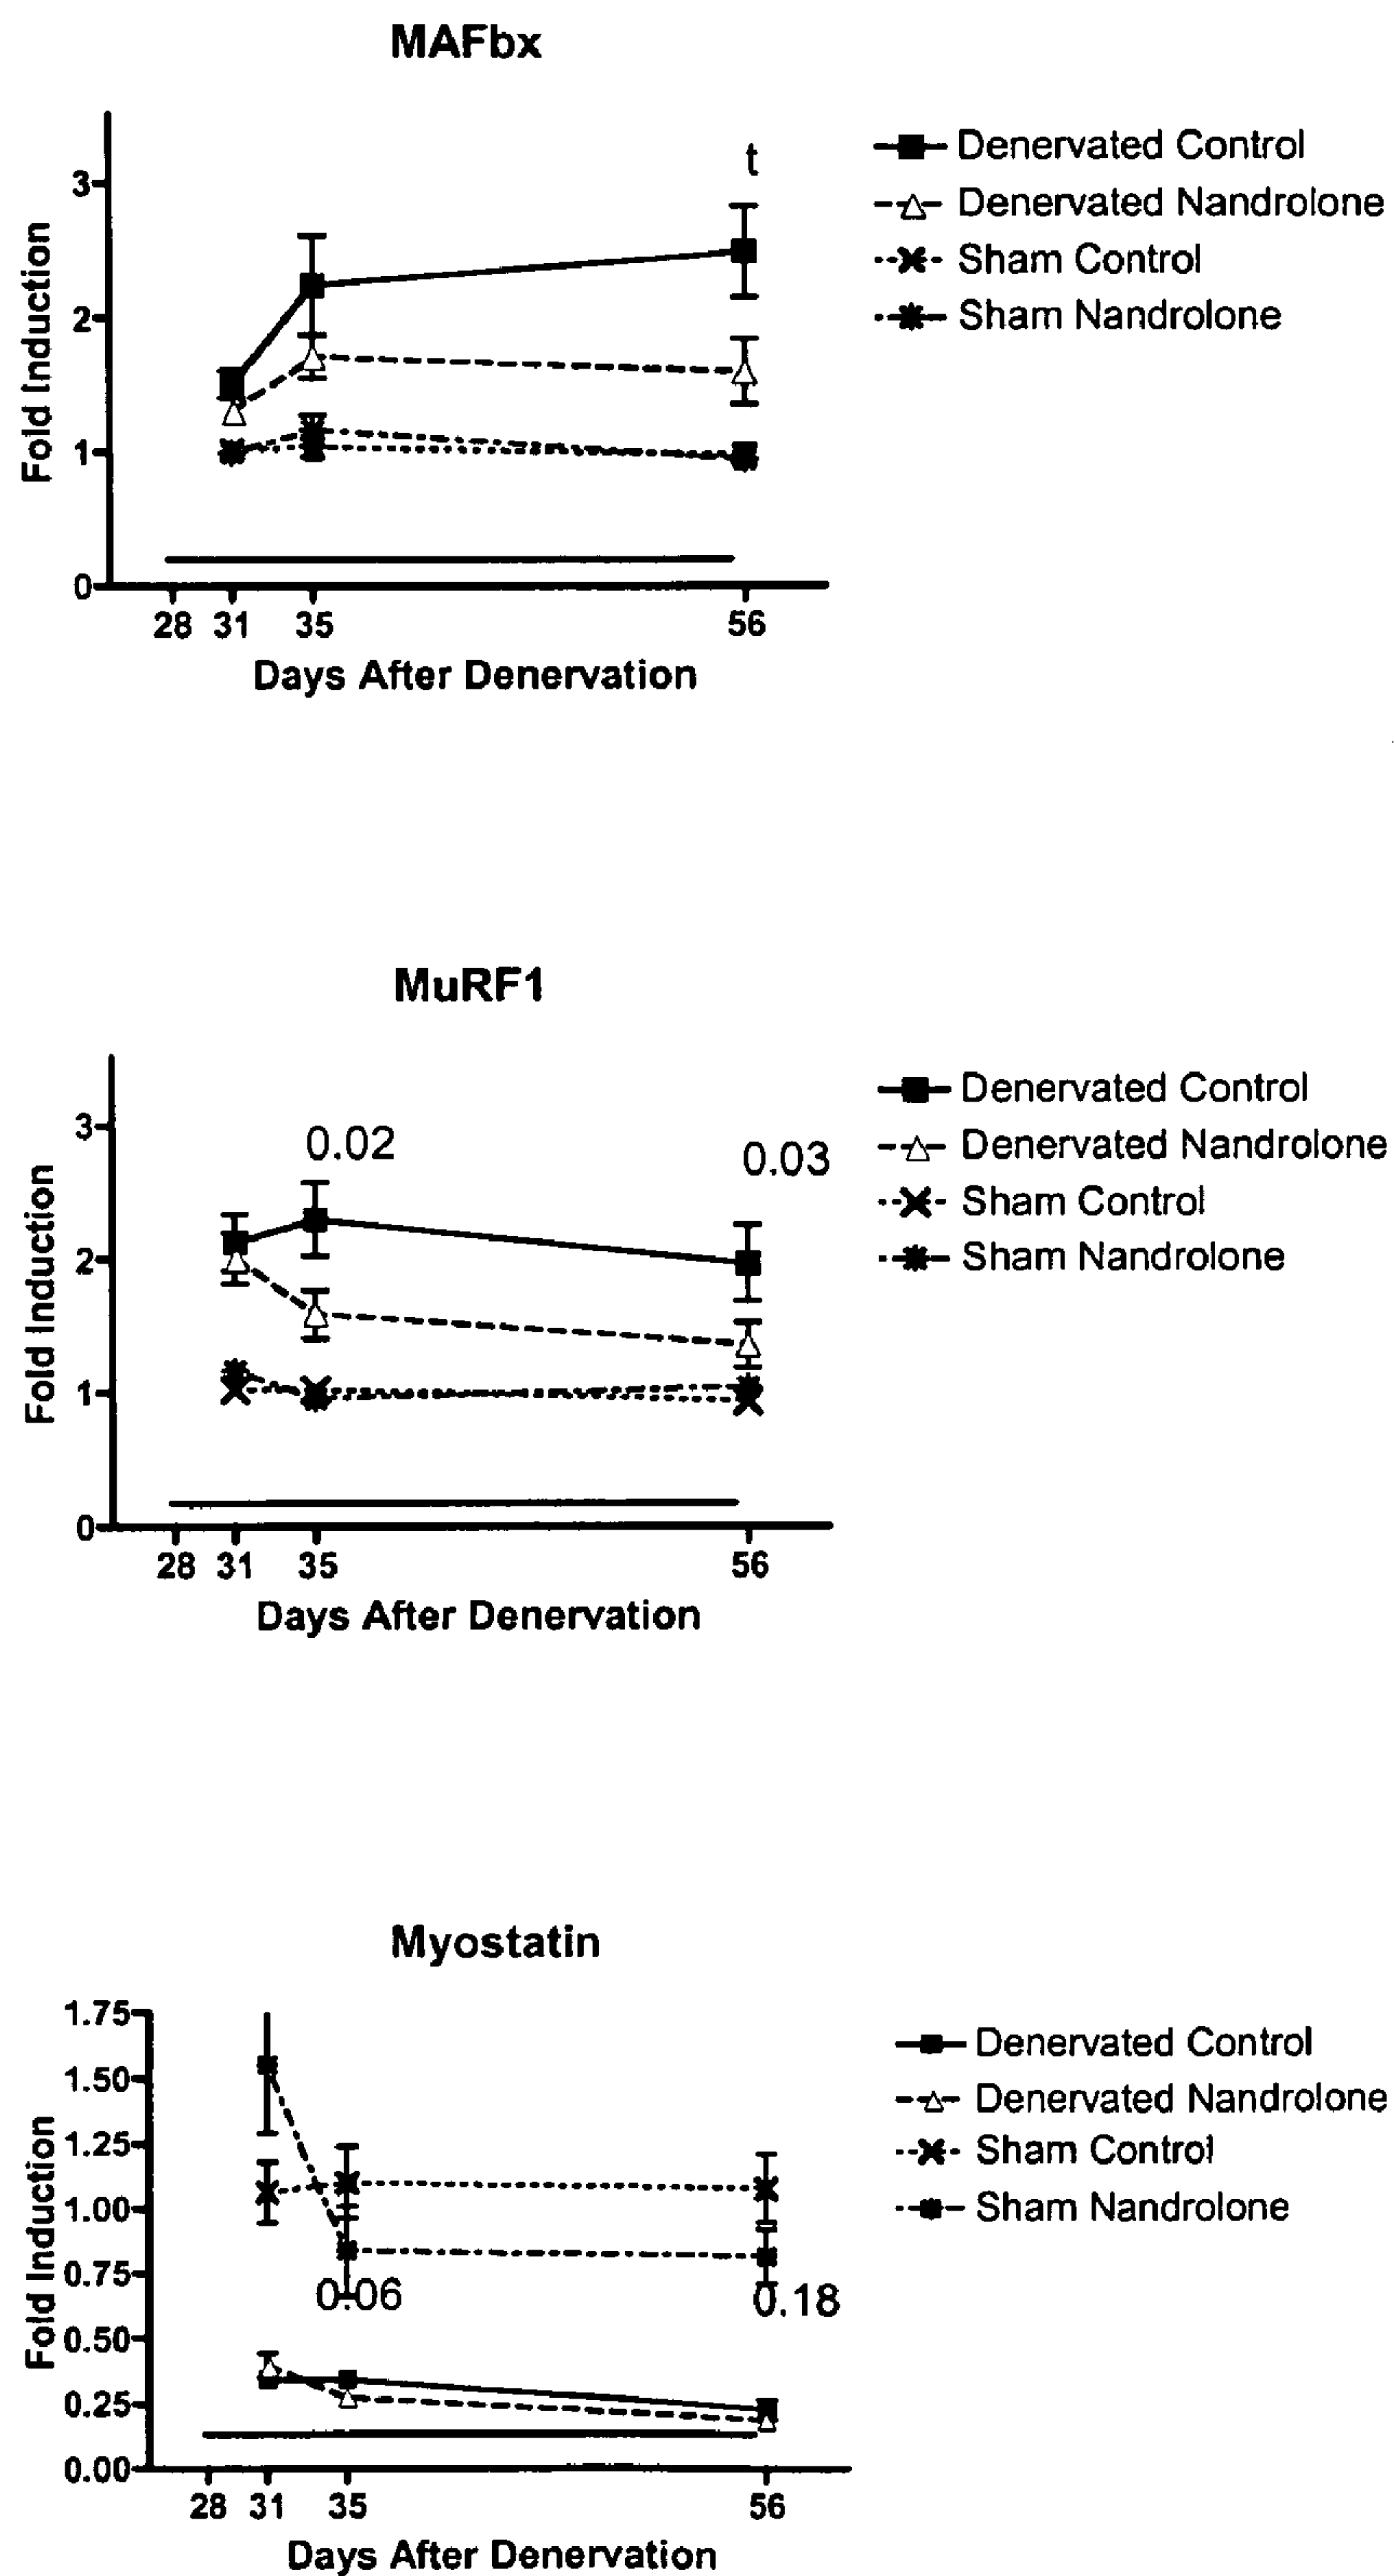 MAFbx
t
3
2
1
0
Fold Induction
28 31 35 56
Days After Denervation
Denervated Control
Denervated Nandrolone
Sham Control
Sham Nandrolone
MuRF1
0.02
0.03
3
2
1
0
Fold Induction
28 31 35 56
Days After Denervation
Denervated Control
Denervated Nandrolone
Sham Control
Sham Nandrolone
Myostatin
1.75
1.50
1.25
1.00
0.75
0.50
0.25
0.00
Fold Induction
0.06
0.18
28 31 35 56
Days After Denervation
Denervated Control
Denervated Nandrolone
Sham Control
Sham Nandrolone